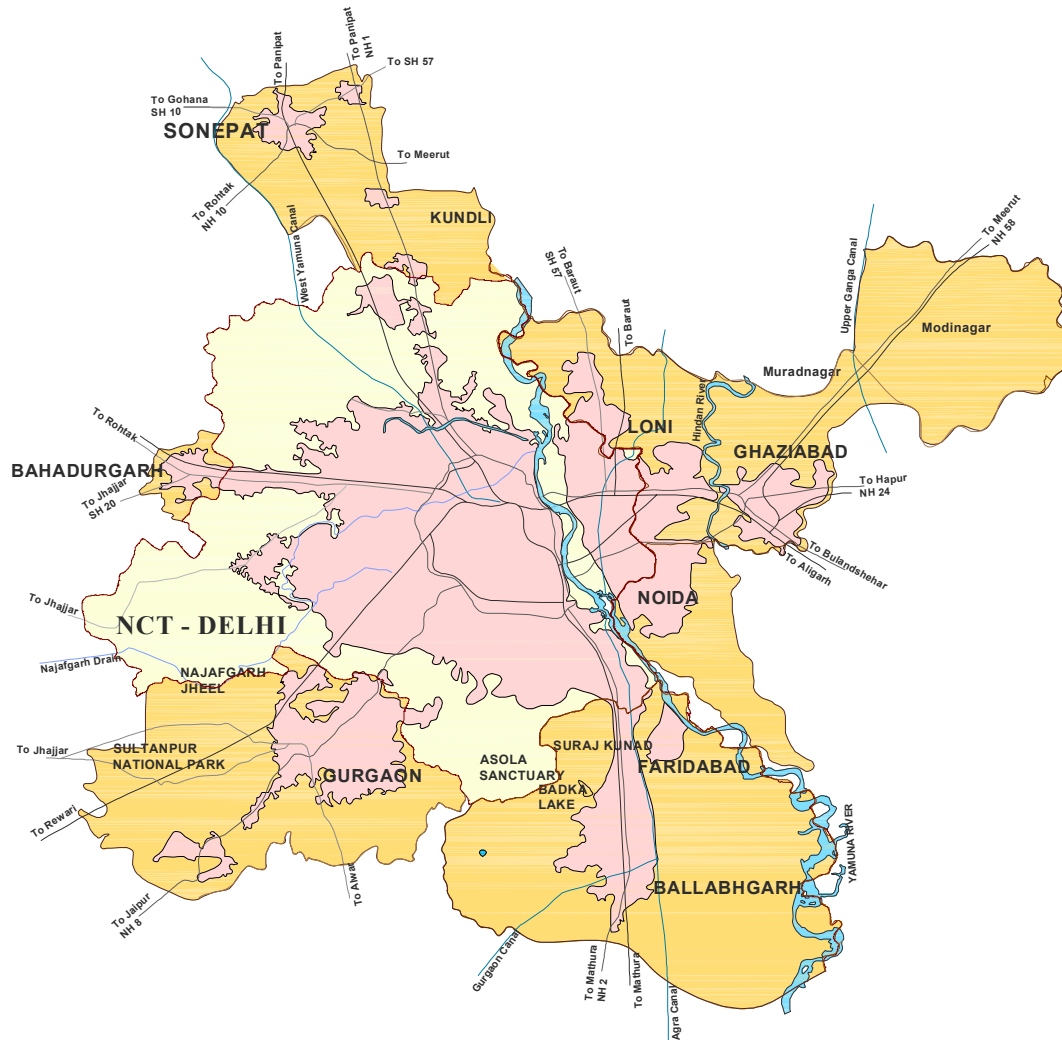 To Panipat
To Panipat
NH 1
To SH 57
To Gohana
SH 10
SONEPAT
To Meerut
To Rohtak
NH 10
KUNDLI
West Yamuna Canal
To Baraut
SH 57
To Baraut
Upper Ganga Canal
To Meerut
NH 58
Modinagar
Muradnagar
Hindan River
LONI
GHAZIABAD
To Rohtak
BAHADURGARH
To Jhajjar
SH 20
To Hapur
NH 24
To Bulandshehar
To Aligarh
NOIDA
To Jhajjar
NCT - DELHI
Najafgarh Drain
NAJAFGARH
JHEEL
To Jhajjar
SULTANPUR
NATIONAL PARK
GURGAON
ASOLA
SANCTUARY
SURAJ KUNAD
BADKA
LAKE
FARIDABAD
To Rewari
YAMUNA RIVER
BALLABHGARH
To Alwar
To Jaipur
NH 8
Gurgaon Canal
To Mathura
NH 2
To Mathura
Agra Canal